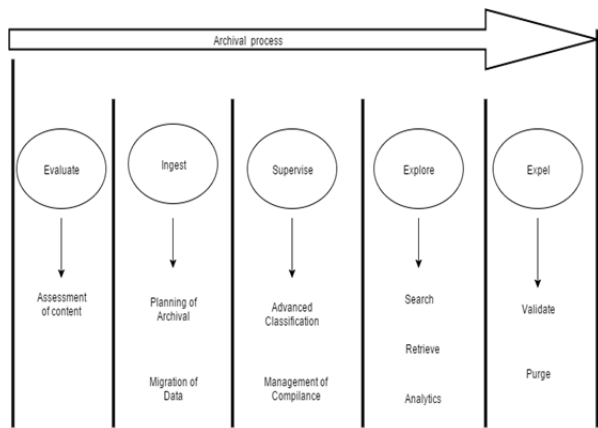 Archival process
Evaluate
Ingest
Supervise
Explore
Expel
Assessment
of content
Planning of
Archival
Migration of
Data
Advanced
Classification
Management of
Compilance
Search
Retrieve
Analytics
Validate
Purge